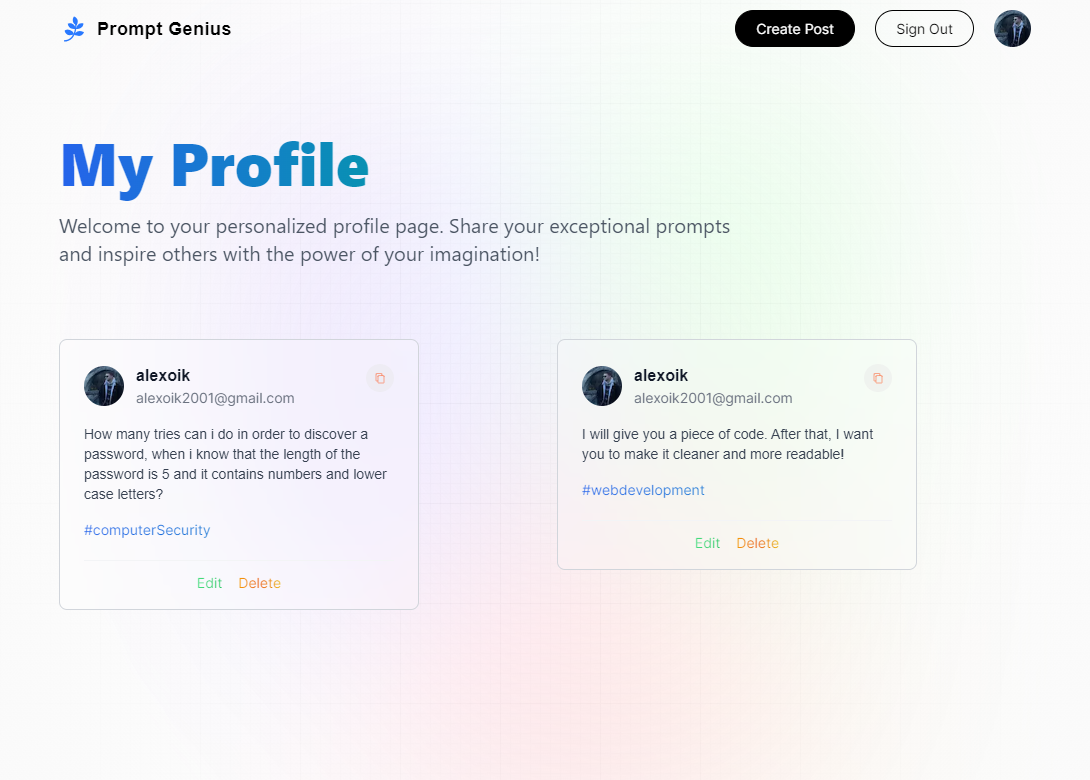 Prompt Genius
Create Post
Sign Out
My Profile
Welcome to your personalized profile page. Share your exceptional prompts
and inspire others with the power of your imagination!
alexoik
alexoik2001@gmail.com
How many tries can i do in order to discover a
password, when i know that the length of the
password is 5 and it contains numbers and lower
case letters?
#computerSecurity
Edit
Delete
alexoik
alexoik2001@gmail.com
I will give you a piece of code. After that, I want
you to make it cleaner and more readable!
#webdevelopment
Edit
Delete